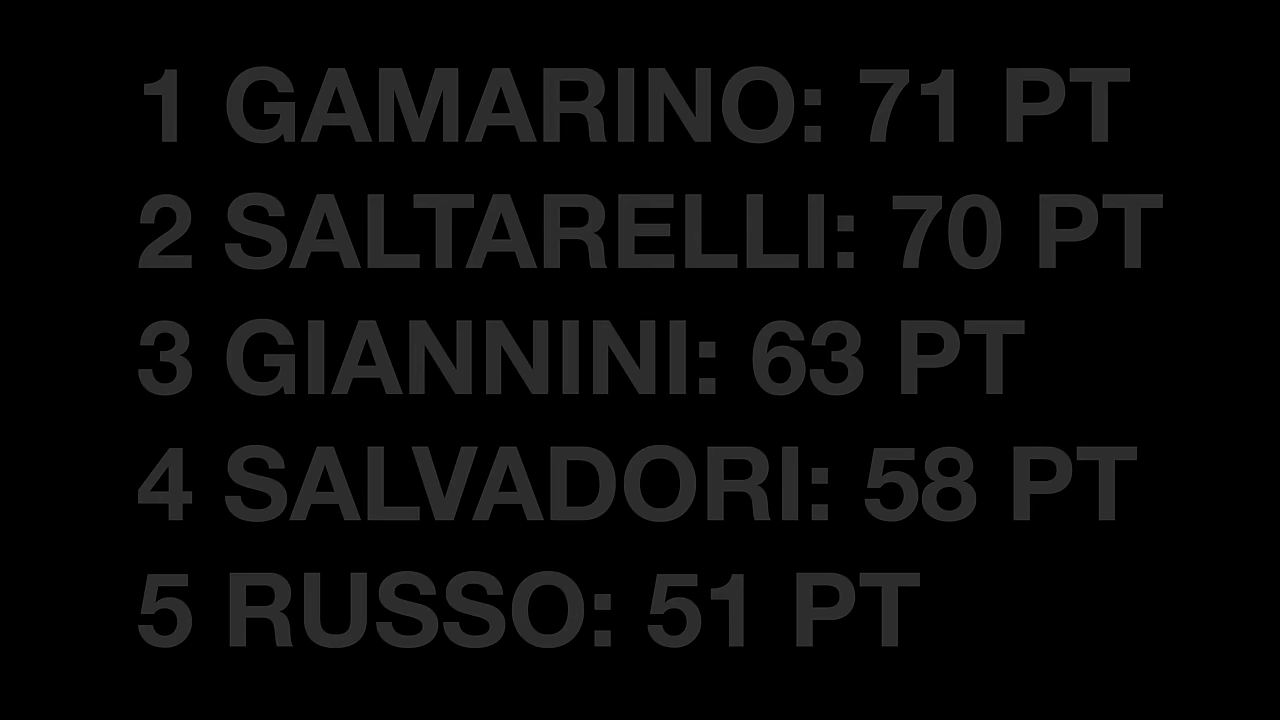 1 GAMARINO: 71 PT
2 SALTARELLI: 70 PT
3 GIANNINI: 63 PT
4 SALVADORI: 58 PT
5 RUSSO: 51 PT